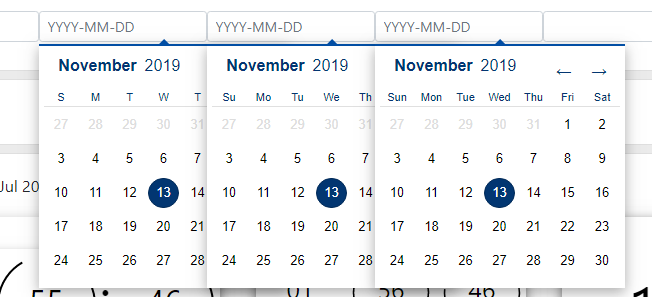 YYYY-MM-DD YYYY-MM-DD YYYY-MM-DD
November 2019 November 2019 November 2019 ← →
S M T W T Su Mo Tu We Th Sun Mon Tue Wed Thu Fri Sat
27 28 29 30 31 27 28 29 30 31 27 28 29 30 31 1 2
3 4 5 6 7 3 4 5 6 7 3 4 5 6 7 8 9
10 11 12 13 14 10 11 12 13 14 10 11 12 13 14 15 16
Jul 20
17 18 19 20 21 17 18 19 20 21 17 18 19 20 21 22 23
24 25 26 27 28 24 25 26 27 28 24 25 26 27 28 29 30